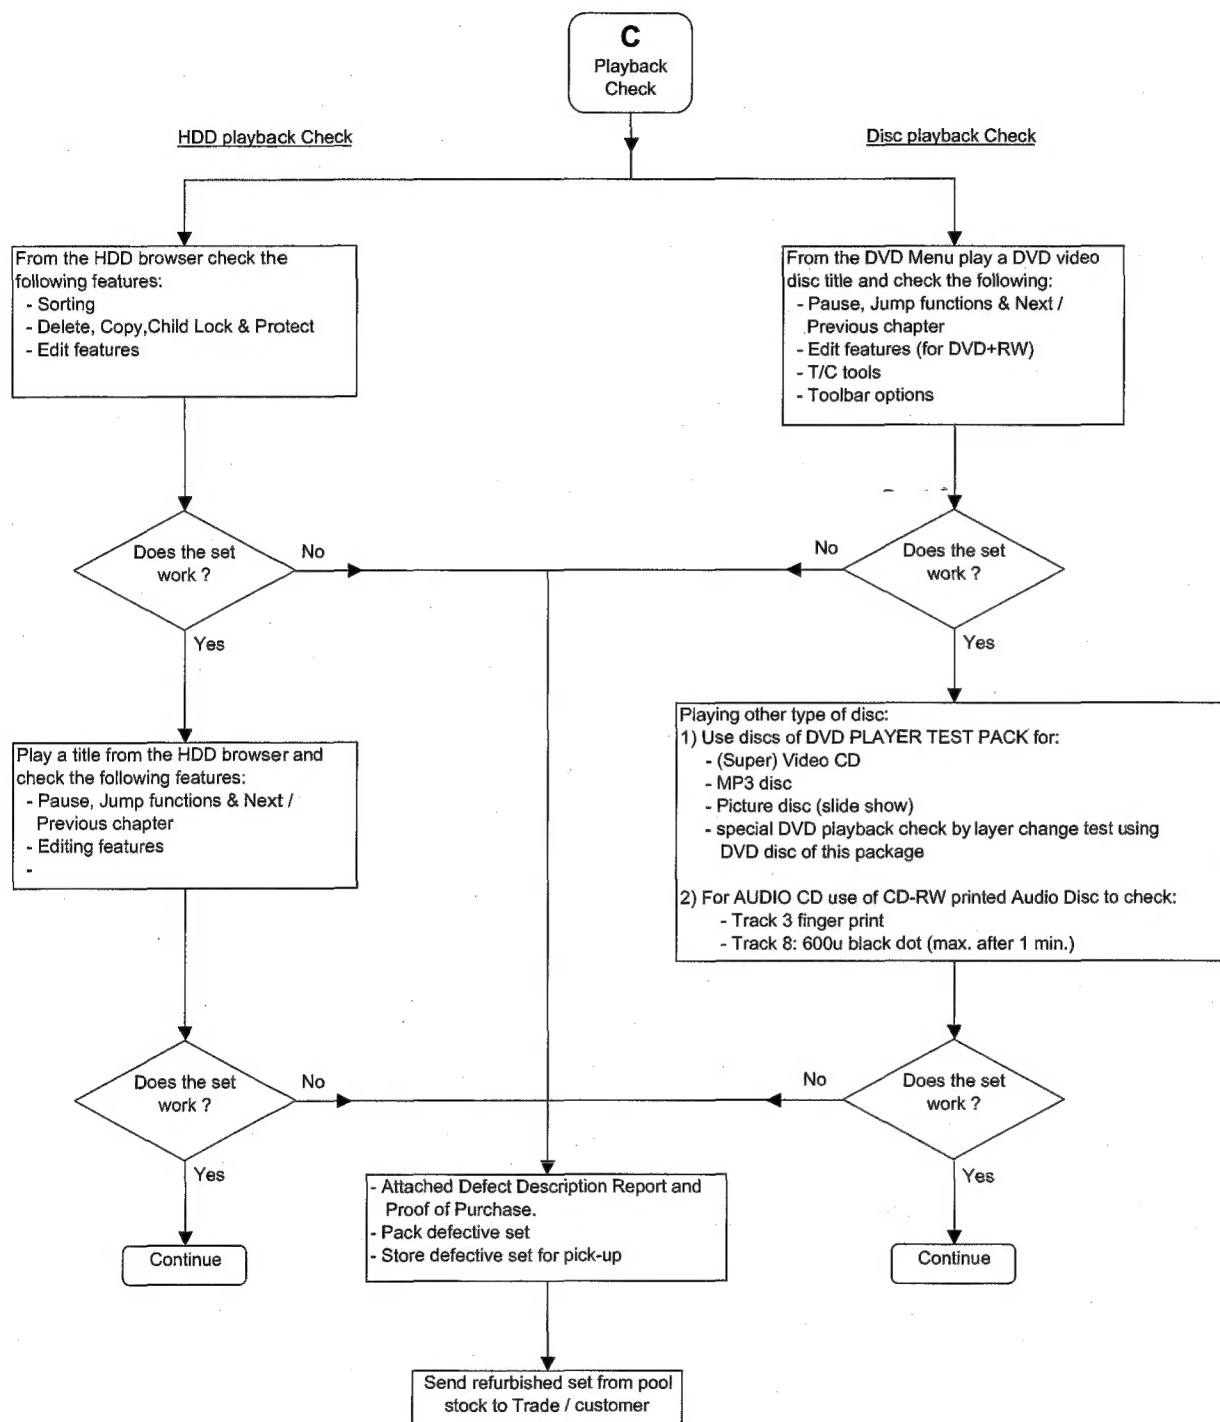 C
Playback
Check
HDD playback Check
Disc playback Check
From the HDD browser check the
following features:
- Sorting
- Delete, Copy,Child Lock & Protect
- Edit features
From the DVD Menu play a DVD video
disc title and check the following:
- Pause, Jump functions & Next /
Previous chapter
- Edit features (for DVD+RW)
- T/C tools
- Toolbar options
Does the set
work ?
No
Yes
No
Does the set
work ?
Yes
Play a title from the HDD browser and
check the following features:
- Pause, Jump functions & Next /
Previous chapter
- Editing features
-
Playing other type of disc:
1) Use discs of DVD PLAYER TEST PACK for:
- (Super) Video CD
- MP3 disc
- Picture disc (slide show)
- special DVD playback check by layer change test using
DVD disc of this package
2) For AUDIO CD use of CD-RW printed Audio Disc to check:
- Track 3 finger print
- Track 8: 600u black dot (max. after 1 min.)
Does the set
work ?
No
Yes
No
Does the set
work ?
Yes
- Attached Defect Description Report and
Proof of Purchase.
- Pack defective set
- Store defective set for pick-up
Continue
Continue
Send refurbished set from pool
stock to Trade / customer